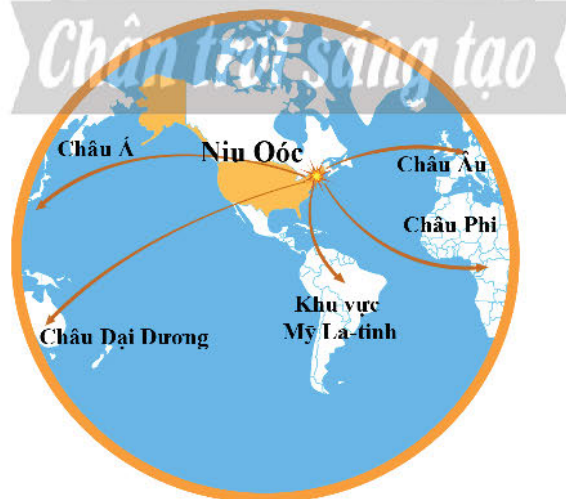 Chân trời sáng tạo
Châu Á
Niu Oóc
Châu Âu
Châu Phi
Khu vực
Mỹ La-tinh
Châu Đại Dương